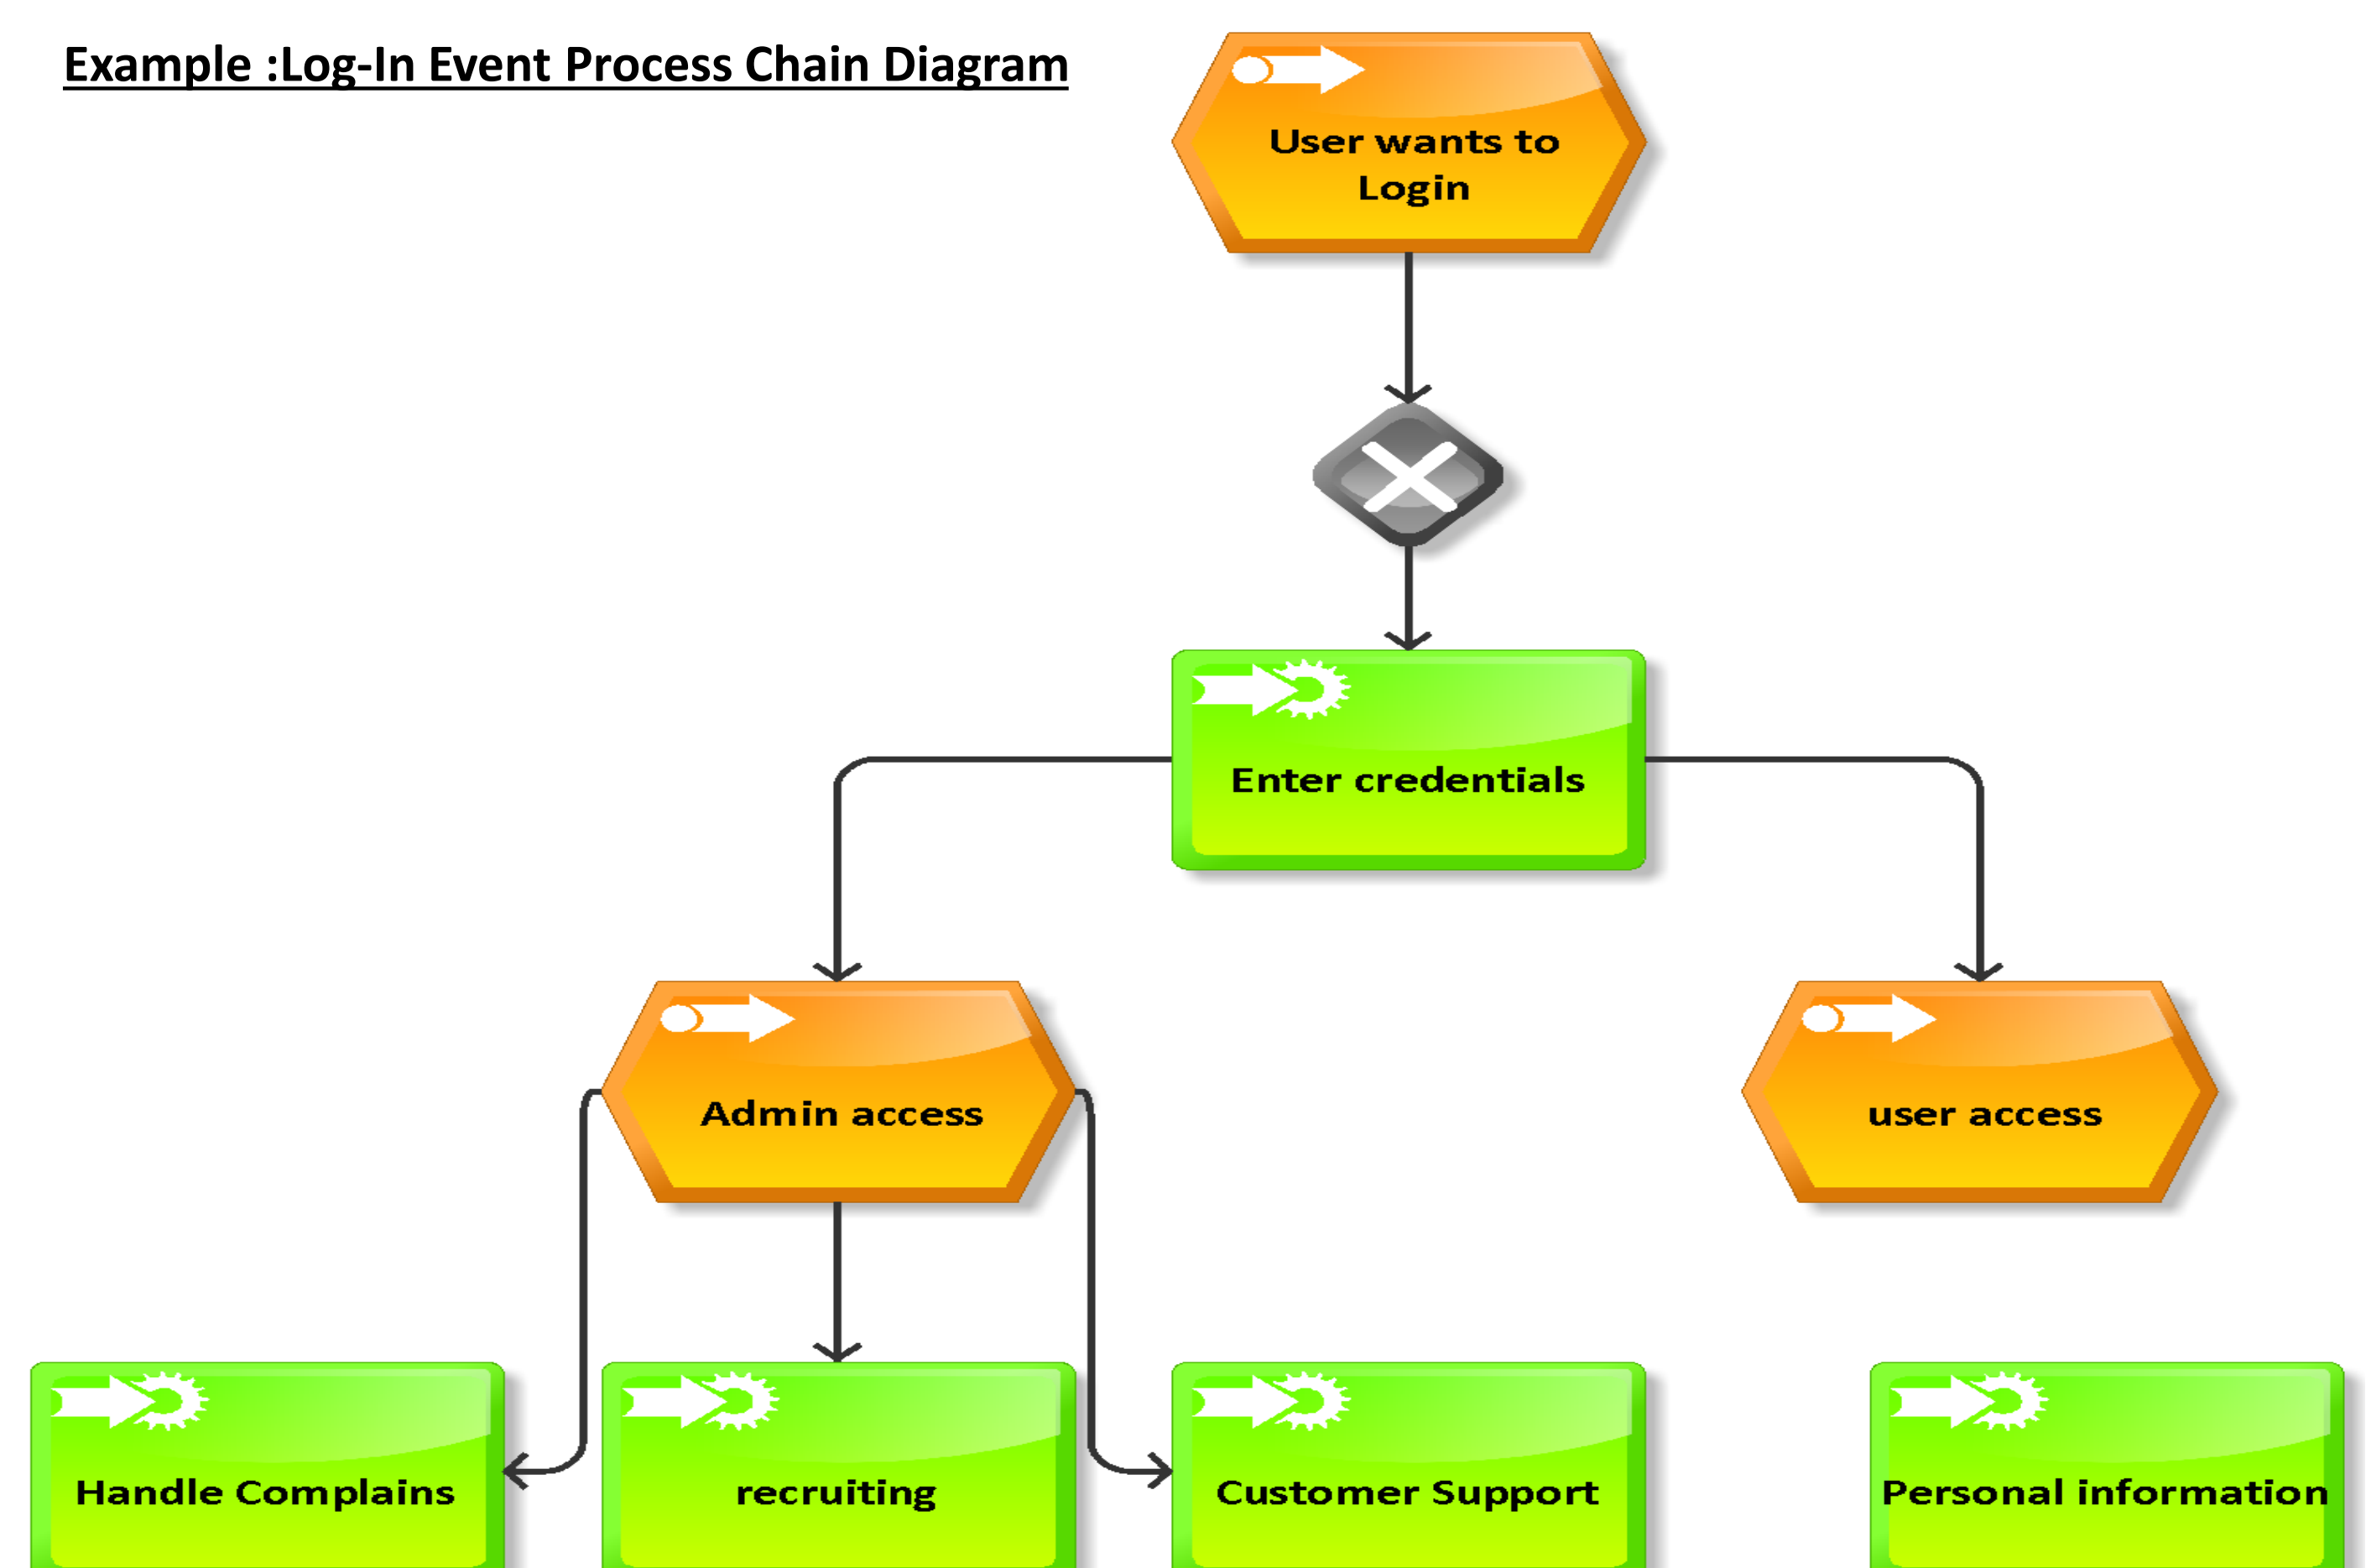 Example :Log-In Event Process Chain Diagram
User wants to
Login
Enter credentials
Admin access
user access
Handle Complains
recruiting
Customer Support
Personal information